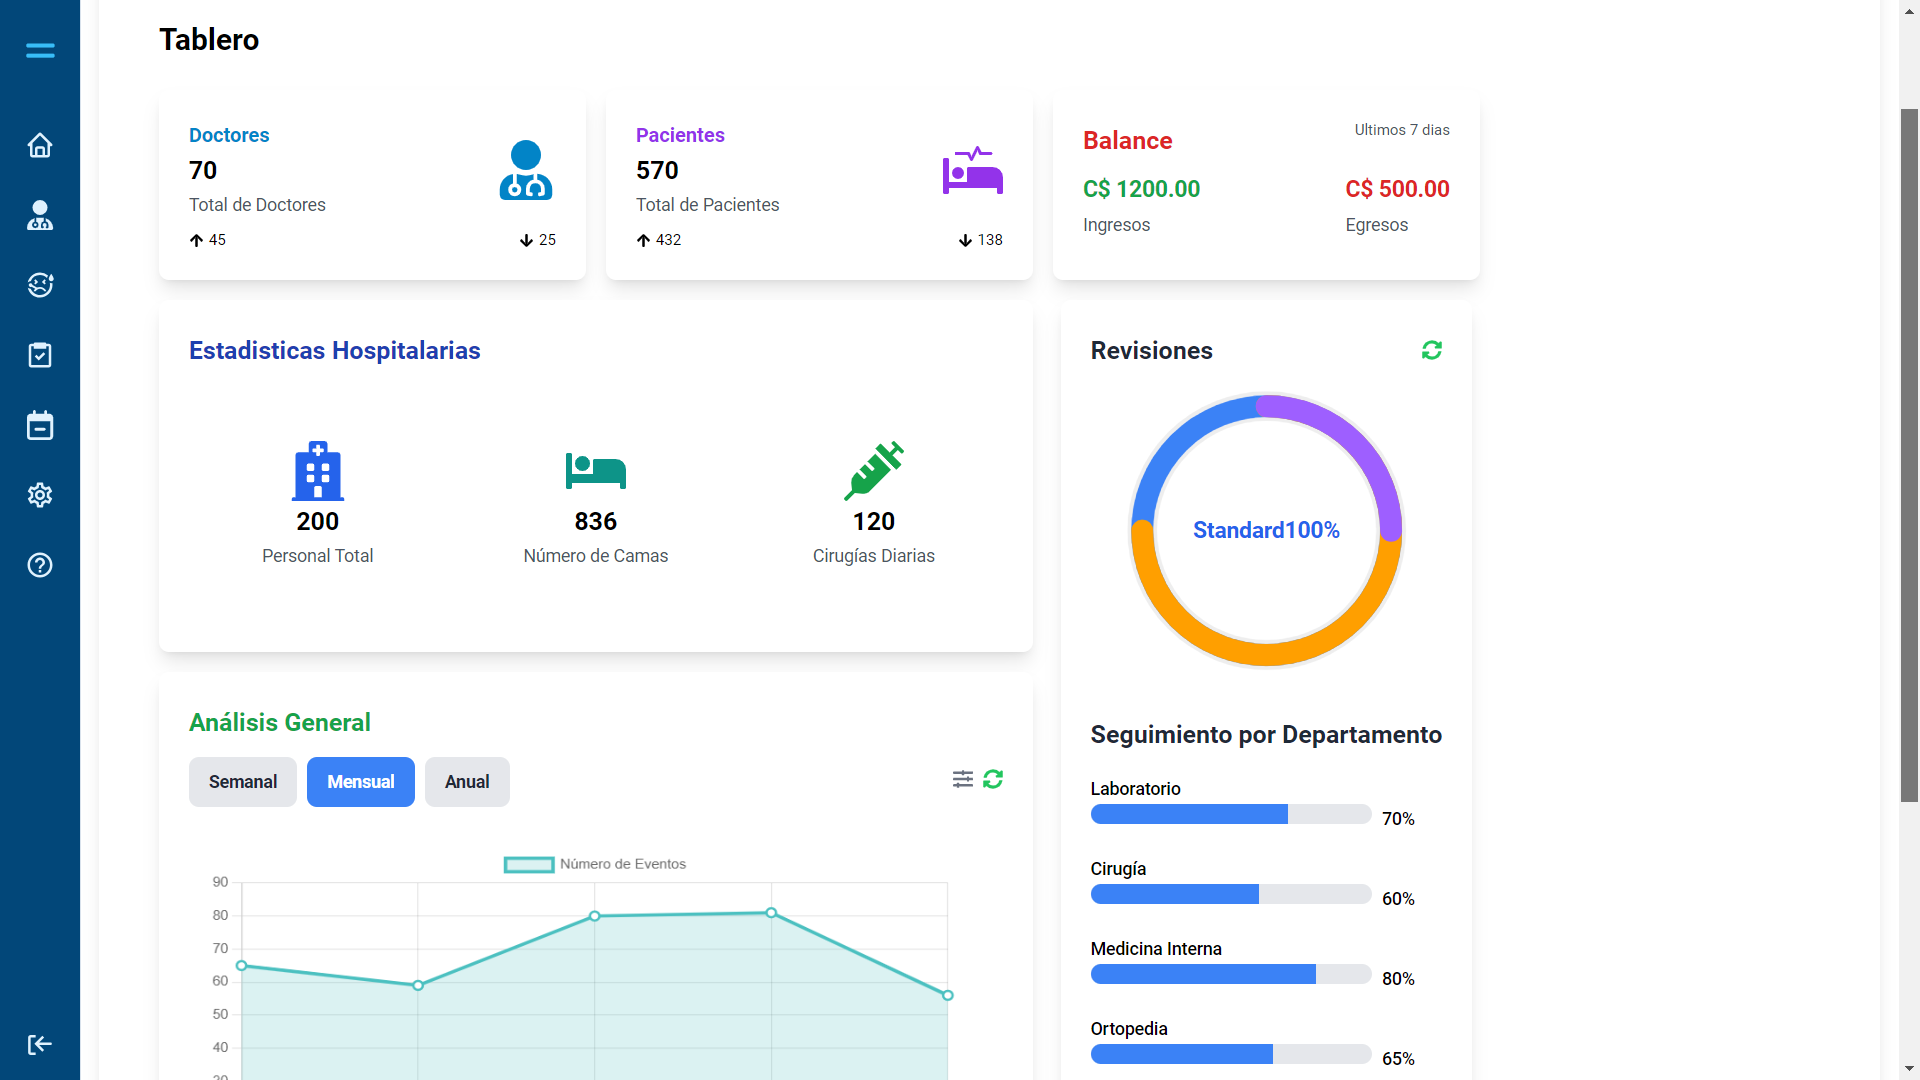 Tablero
Doctores
70
Total de Doctores
45
25
Pacientes
570
Total de Pacientes
432
138
Balance
Ultimos 7 dias
C$ 1200.00
C$ 500.00
Ingresos
Egresos
Estadisticas Hospitalarias
200
Personal Total
836
Número de Camas
120
Cirugías Diarias
Revisiones
Standard100%
Análisis General
Semanal
Mensual
Anual
Número de Eventos
90
80
70
60
50
40
Seguimiento por Departamento
Laboratorio
70%
Cirugía
60%
Medicina Interna
80%
Ortopedia
65%